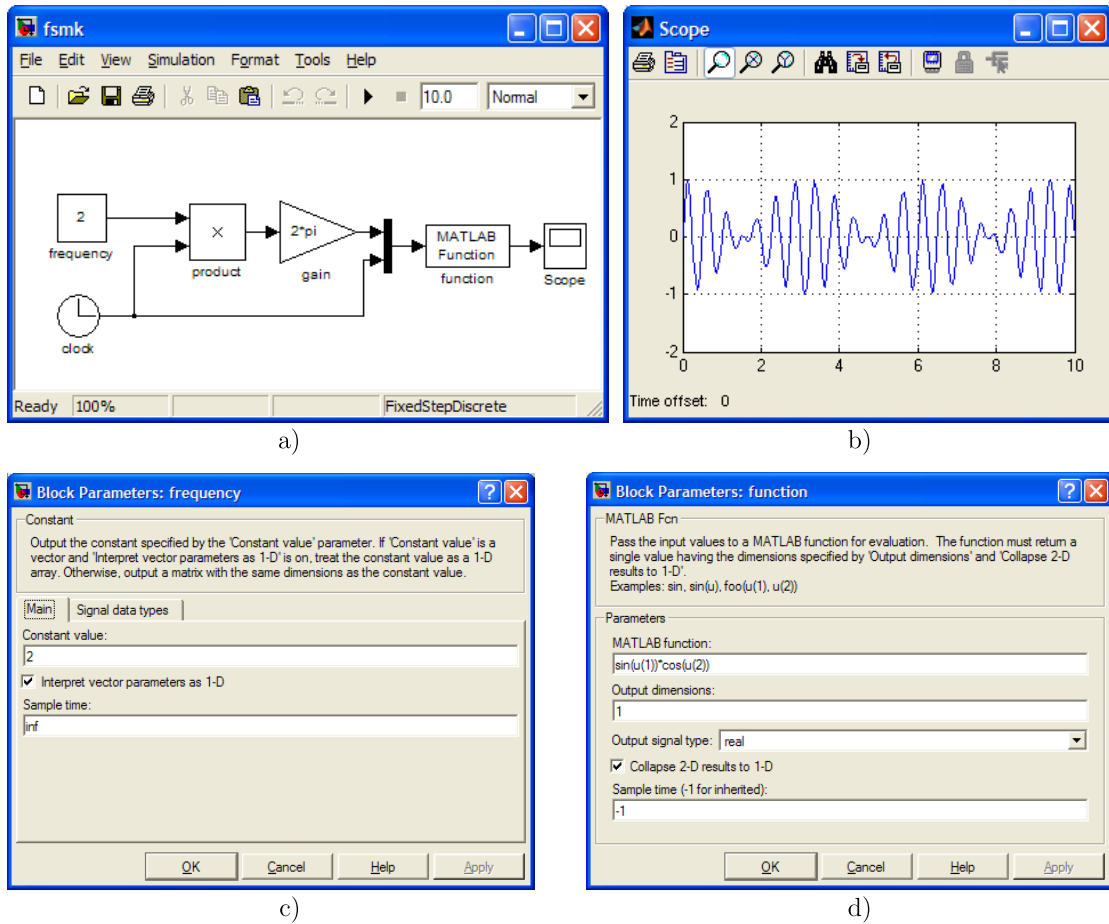 fsmk
File Edit View Simulation Format Tools Help
10.0 Normal
2
frequency
×
product
2*pi
gain
MATLAB
Function
function
Scope
clock
Ready 100% FixedStepDiscrete
a)
Scope
2
1
0
-1
-2
0 2 4 6 8 10
Time offset: 0
b)
Block Parameters: frequency
Constant
Output the constant specified by the 'Constant value' parameter. If 'Constant value' is a
vector and 'Interpret vector parameters as 1-D' is on, treat the constant value as a 1-D
array. Otherwise, output a matrix with the same dimensions as the constant value.
Main Signal data types
Constant value:
2
Interpret vector parameters as 1-D
Sample time:
inf
OK Cancel Help Apply
c)
Block Parameters: function
MATLAB Fcn
Pass the input values to a MATLAB function for evaluation. The function must return a
single value having the dimensions specified by 'Output dimensions' and 'Collapse 2-D
results to 1-D'.
Examples: sin, sin(u), foo(u(1), u(2))
Parameters
MATLAB function:
sin(u(1))*cos(u(2))
Output dimensions:
1
Output signal type: real
Collapse 2-D results to 1-D
Sample time (-1 for inherited):
-1
OK Cancel Help Apply
d)